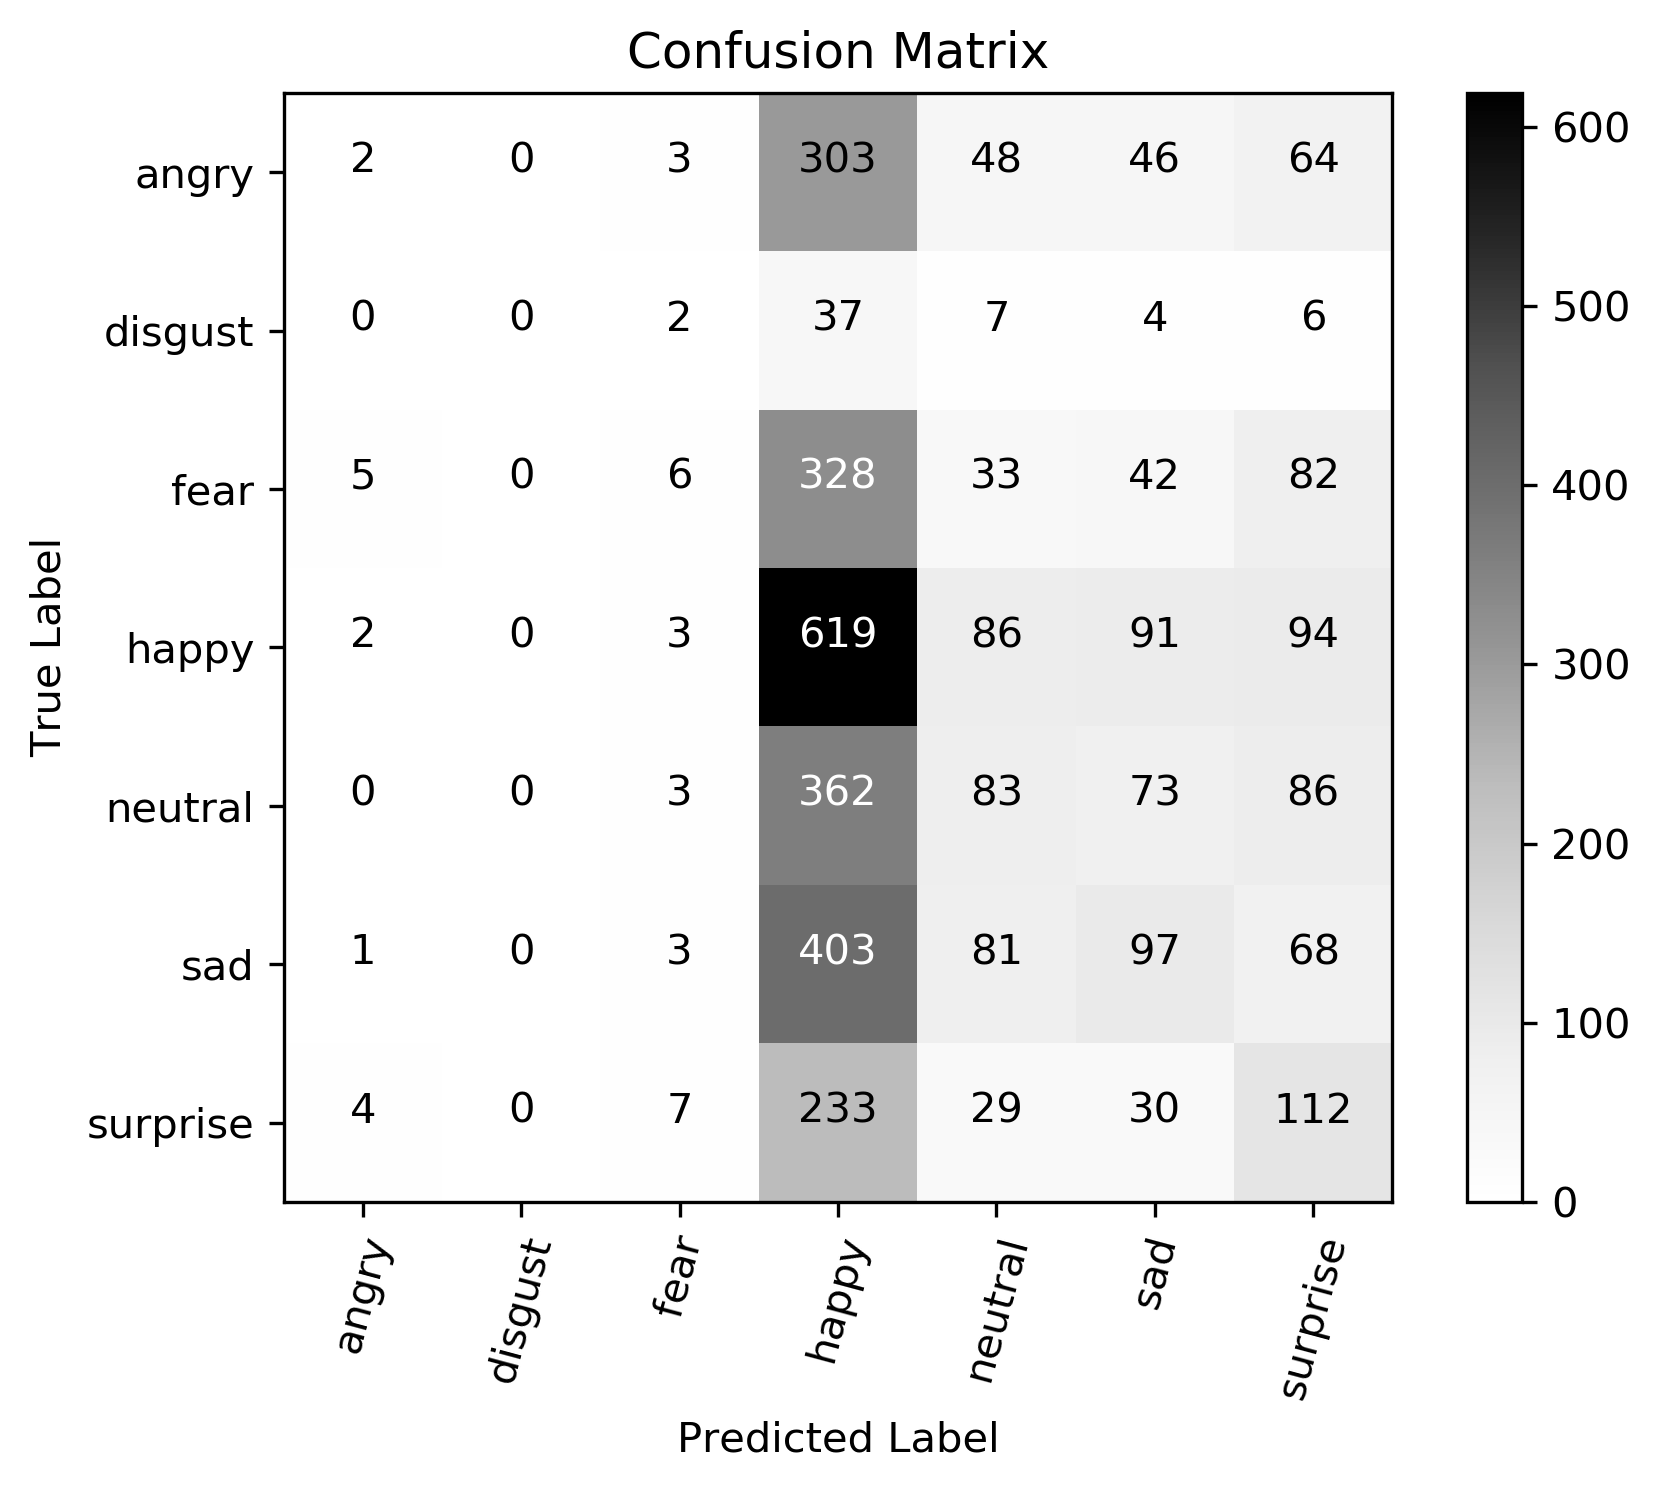 Confusion Matrix
angry 2 0 3 303 48 46 64
disgust 0 0 2 37 7 4 6
fear 5 0 6 328 33 42 82
happy 2 0 3 619 86 91 94
neutral 0 0 3 362 83 73 86
sad 1 0 3 403 81 97 68
surprise 4 0 7 233 29 30 112
True Label
angry disgust fear happy neutral sad surprise
Predicted Label
600
500
400
300
200
100
0